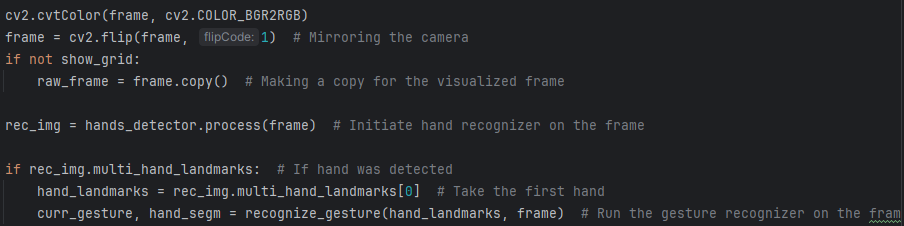 cv2.cvtColor(frame, cv2.COLOR_BGR2RGB)
frame = cv2.flip(frame, flipCode: 1)  # Mirroring the camera
if not show_grid:
    raw_frame = frame.copy()  # Making a copy for the visualized frame
rec_img = hands_detector.process(frame)  # Initiate hand recognizer on the frame
if rec_img.multi_hand_landmarks:  # If hand was detected
    hand_landmarks = rec_img.multi_hand_landmarks[0]  # Take the first hand
    curr_gesture, hand_segm = recognize_gesture(hand_landmarks, frame)  # Run the gesture recognizer on the fram